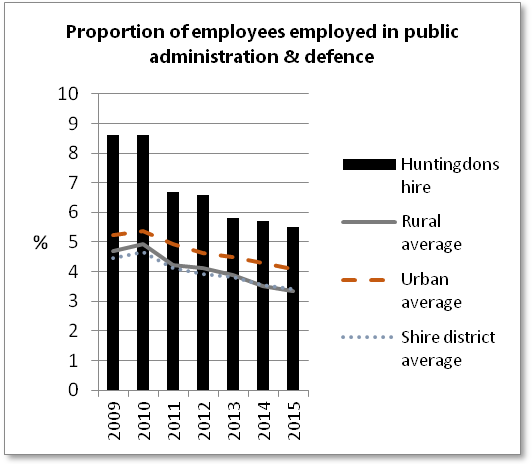 Proportion of employees employed in public
administration & defence
10
9
8
7
6
5
4
3
2
1
0
%
2009
2010
2011
2012
2013
2014
2015
Huntingdons
hire
Rural
average
Urban
average
Shire district
average